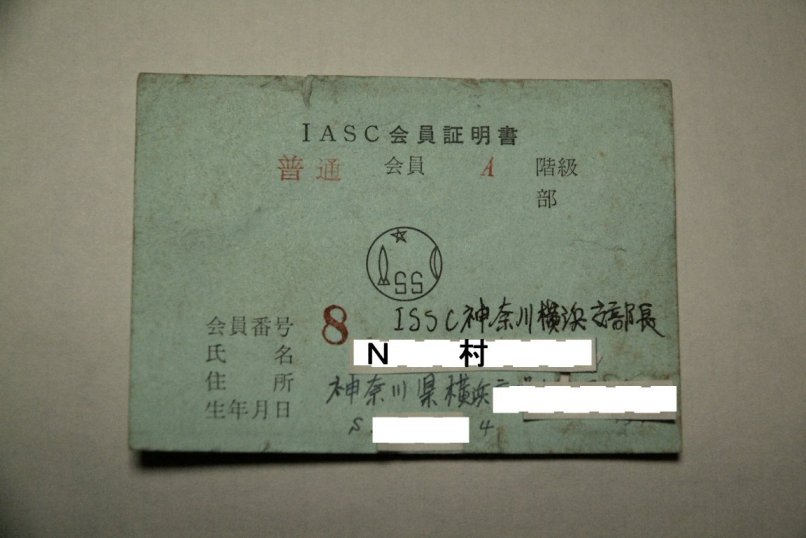 IASC会員証明書
普通 会員 A 階級
部
SS
会員番号 8 ISSC神奈川横浜支部長
氏名 N 村
住所 神奈川県横浜
生年月日 S 4